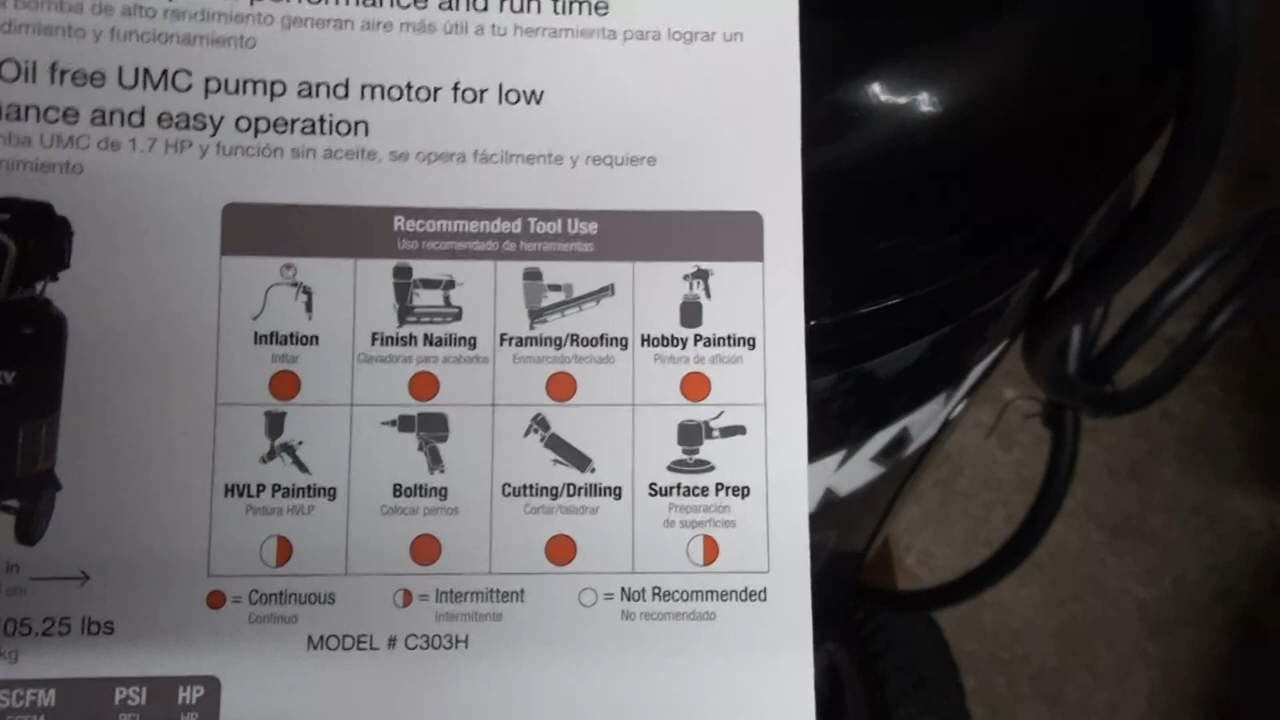 performance and run time
bomba de alto rendimiento generan aire más útil a tu herramienta para lograr un
dimiento y funcionamiento
Oil free UMC pump and motor for low
ance and easy operation
ba UMC de 1.7 HP y función sin aceite, se opera fácilmente y requiere
nimiento
Recommended Tool Use
Uso recomendado de herramientas
Inflation Finish Nailing Framing/Roofing Hobby Painting
Inflar Clavadoras para acabados Enmarcado/techado Pintura de afición
HVLP Painting Bolting Cutting/Drilling Surface Prep
Pintura HVLP Colocar pernos Cortar/taladrar Preparación
de superficies
= Continuous = Intermittent = Not Recommended
Continuo Intermitente No recomendado
in
cm
05.25 lbs
kg
MODEL # C303H
SCFM PSI HP